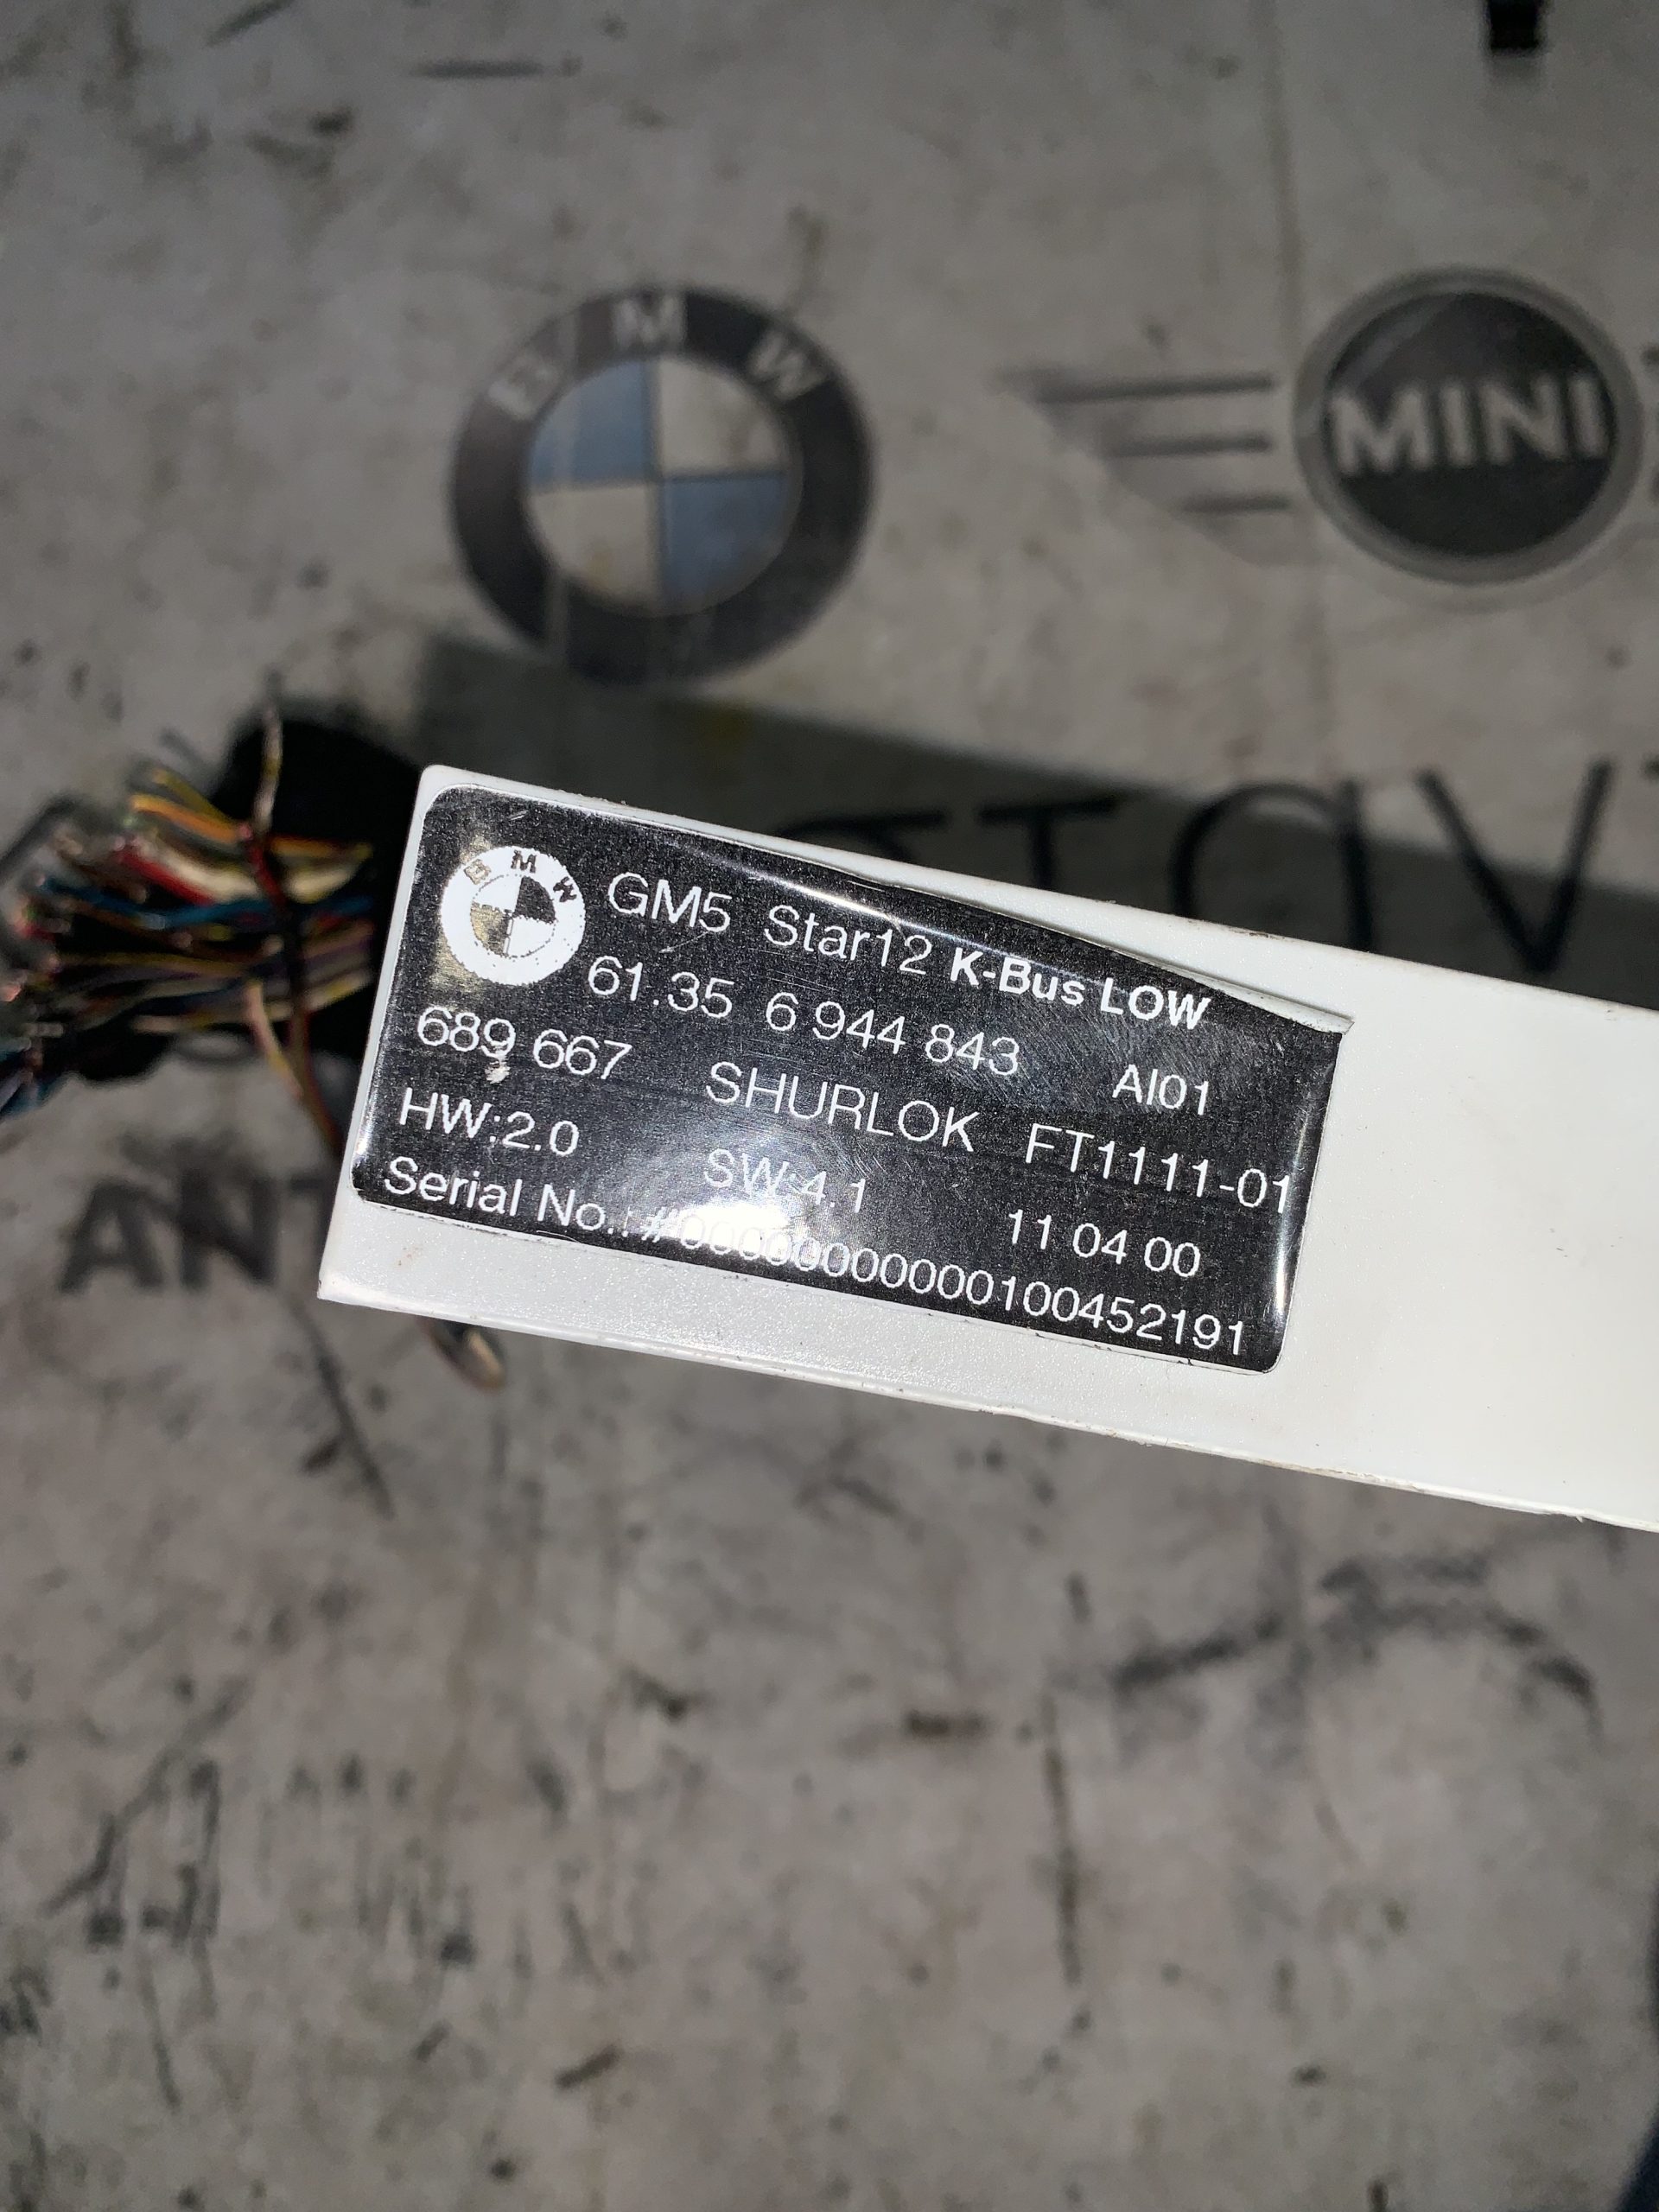 BMW
MINI
BMW
GM5 Star12 K-Bus LOW
61.35 6 944 843 AI01
689 667 SHURLOK FT1111-01
HW:2.0 SW:4.1 11 04 00
Serial No.: #000000000000100452191